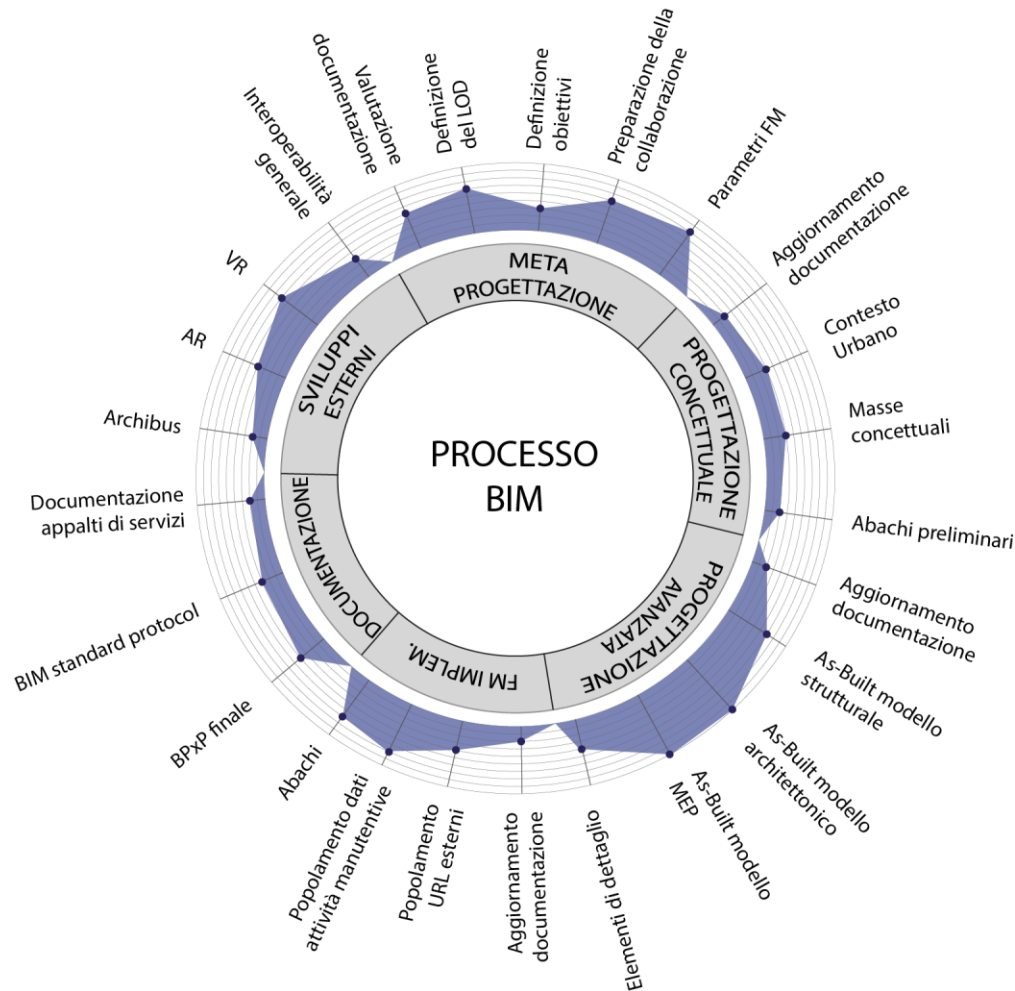 PROCESSO
BIM
META
PROGETTAZIONE
PROGETTAZIONE
CONCETTUALE
PROGETTAZIONE
AVANZATA
FM IMPLEM.
DOCUMENTAZIONE
SVILUPPI
ESTERNI
Valutazione
documentazione
Definizione
del LOD
Definizione
obiettivi
Preparazione della
collaborazione
Parametri FM
Aggiornamento
documentazione
Contesto
Urbano
Masse
concettuali
Abachi preliminari
Aggiornamento
documentazione
As-Built modello
strutturale
As-Built modello
architettonico
As-Built modello
MEP
Elementi di dettaglio
Aggiornamento
documentazione
Popolamento
URL esterni
Popolamento dati
attività manutentive
Abachi
BPxP finale
BIM standard protocol
Documentazione
appalti di servizi
Archibus
AR
VR
Interoperabilità
generale